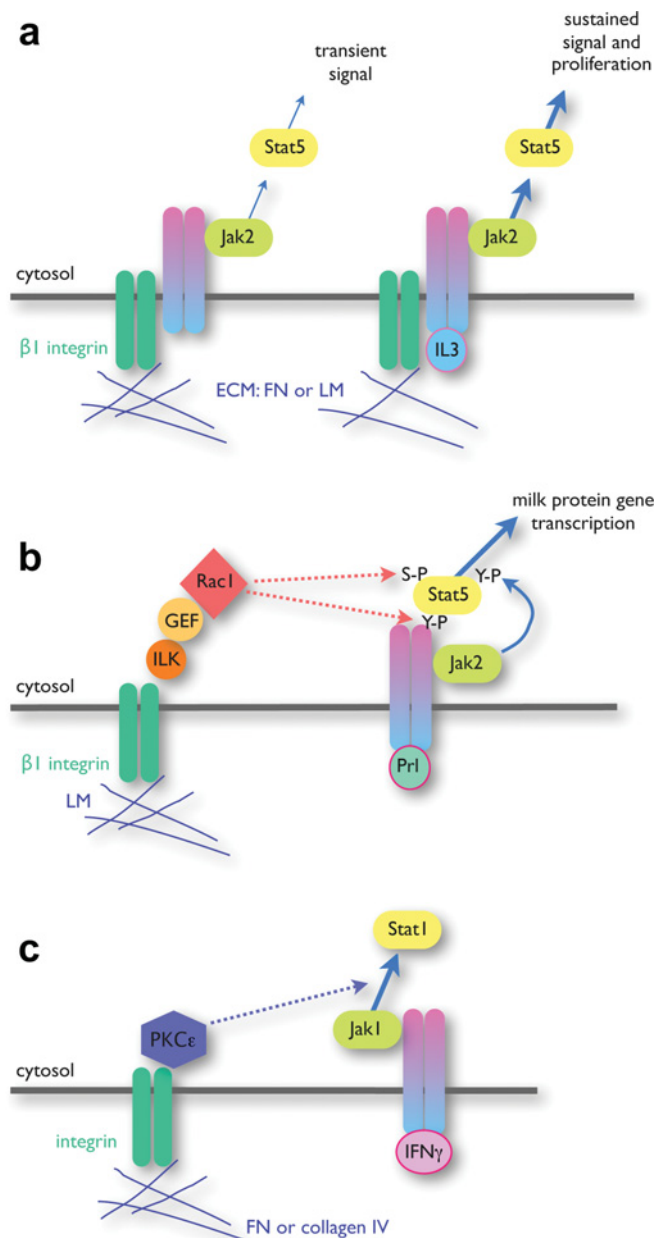 a
transient
signal
sustained
signal and
proliferation
Stat5
Stat5
Jak2
Jak2
cytosol
β1 integrin
IL3
ECM: FN or LM
b
milk protein gene
transcription
Rac1
S-P
Y-P
Stat5
GEF
Y-P
ILK
Jak2
cytosol
β1 integrin
Prl
LM
c
Stat1
PKCε
Jak1
cytosol
integrin
IFNγ
FN or collagen IV